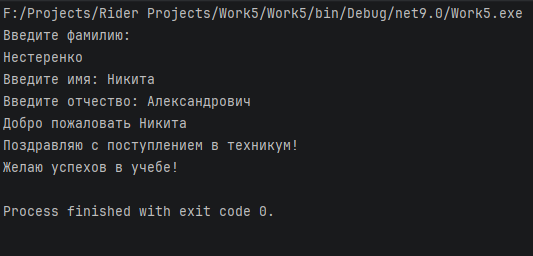 F:/Projects/Rider Projects/Work5/Work5/bin/Debug/net9.0/Work5.exe
Введите фамилию:
Нестеренко
Введите имя: Никита
Введите отчество: Александрович
Добро пожаловать Никита
Поздравляю с поступлением в техникум!
Желаю успехов в учебе!
Process finished with exit code 0.